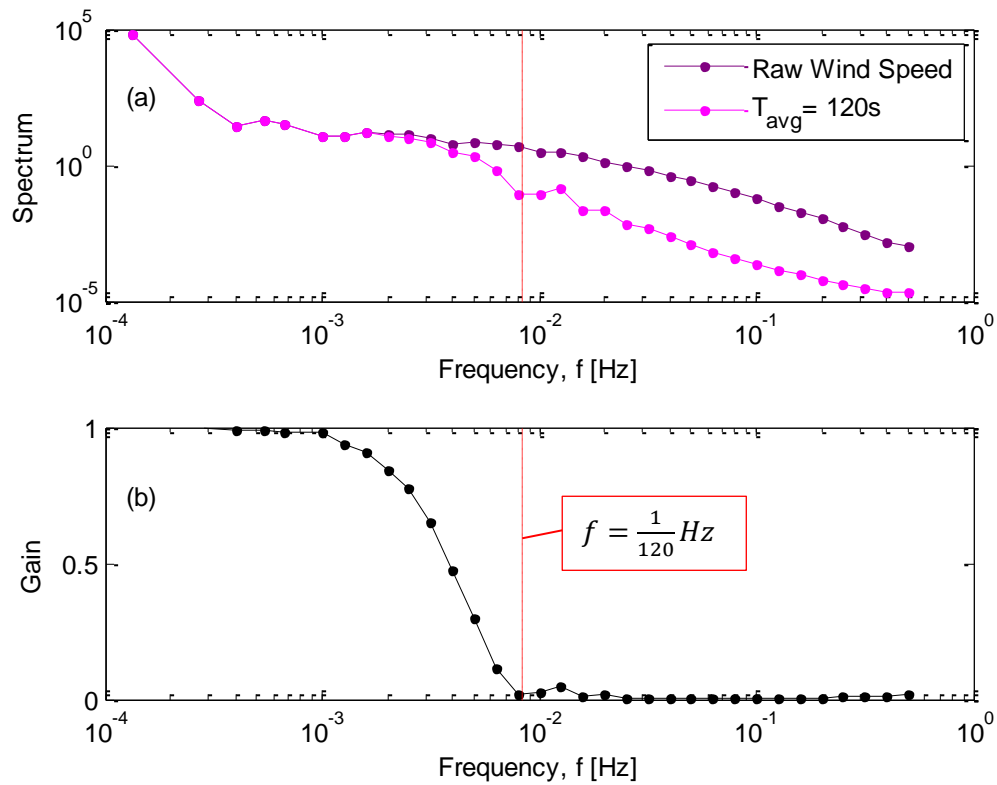 10^5
(a)
Raw Wind Speed
T_avg= 120s
10^0
Spectrum
10^-5
10^-4
10^-3
10^-2
10^-1
10^0
Frequency, f [Hz]
1
(b)
f = 1/120 Hz
0.5
Gain
0
10^-4
10^-3
10^-2
10^-1
10^0
Frequency, f [Hz]